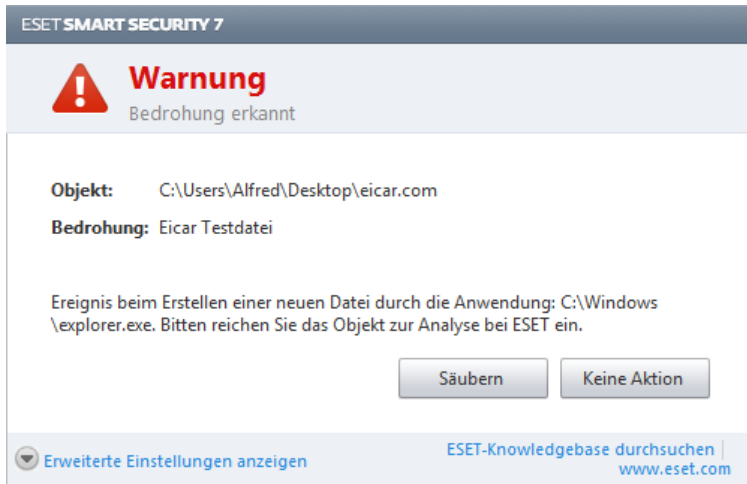 ESET SMART SECURITY 7
Warnung
Bedrohung erkannt
Objekt: C:\Users\Alfred\Desktop\eicar.com
Bedrohung: Eicar Testdatei
Ereignis beim Erstellen einer neuen Datei durch die Anwendung: C:\Windows
\explorer.exe. Bitten reichen Sie das Objekt zur Analyse bei ESET ein.
Säubern Keine Aktion
Erweiterte Einstellungen anzeigen
ESET-Knowledgebase durchsuchen
www.eset.com